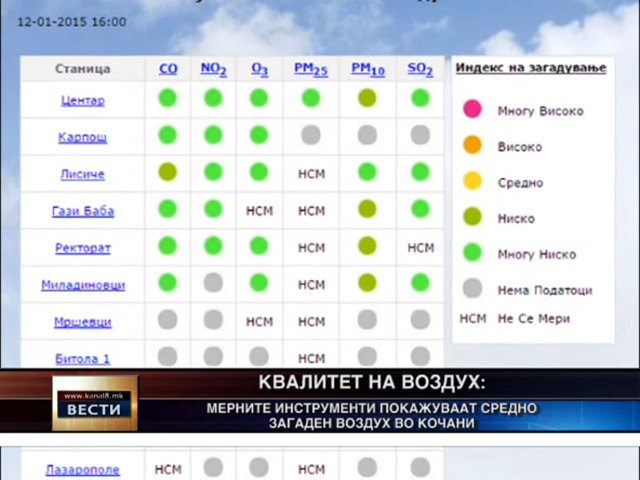 12-01-2015 16:00
Станица CO NO2 O3 PM25 PM10 SO2
Индекс на загадување
Центар
Многу Високо
Карпош
Високо
Лисиче НСМ
Средно
Гази Баба НСМ НСМ
Ниско
Ректорат НСМ НСМ
Многу Ниско
Миладиновци НСМ
Нема Податоци
Мршевци НСМ НСМ
НСМ Не Се Мери
Битола 1 НСМ
www.kanal8.mk
ВЕСТИ
КВАЛИТЕТ НА ВОЗДУХ:
МЕРНИТЕ ИНСТРУМЕНТИ ПОКАЖУВААТ СРЕДНО
ЗАГАДЕН ВОЗДУХ ВО КОЧАНИ
Лазарополе НСМ НСМ